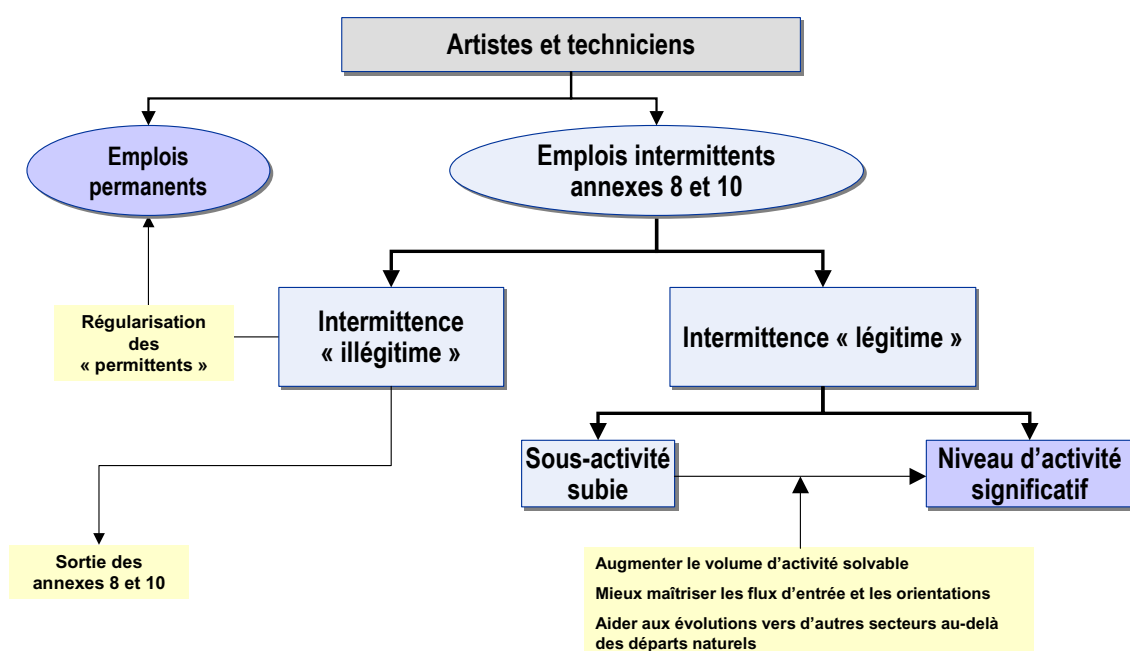 Artistes et techniciens
Emplois
permanents
Emplois intermittents
annexes 8 et 10
Régularisation
des
« permittents »
Intermittence
« illégitime »
Intermittence « légitime »
Sous-activité
subie
Niveau d’activité
significatif
Sortie des
annexes 8 et 10
Augmenter le volume d’activité solvable
Mieux maîtriser les flux d’entrée et les orientations
Aider aux évolutions vers d’autres secteurs au-delà
des départs naturels